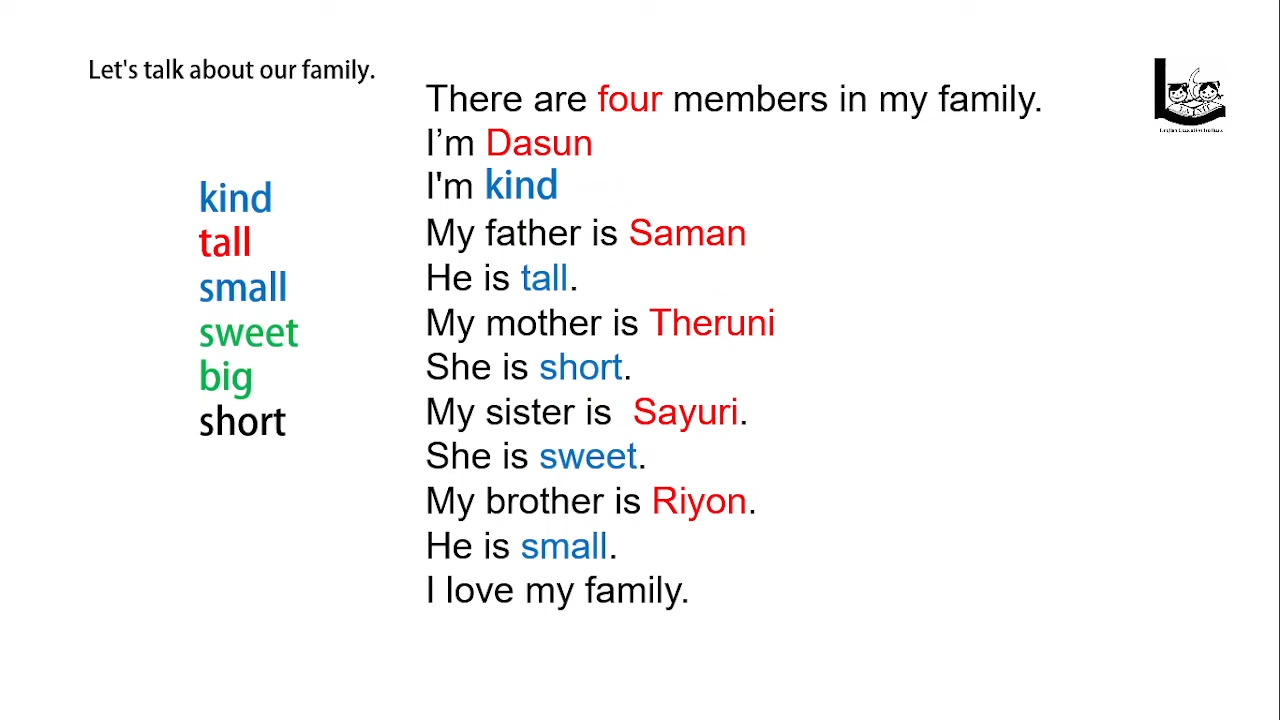 Let's talk about our family.
There are four members in my family.
I’m Dasun
I'm kind
My father is Saman
He is tall.
My mother is Theruni
She is short.
My sister is Sayuri.
She is sweet.
My brother is Riyon.
He is small.
I love my family.
kind
tall
small
sweet
big
short